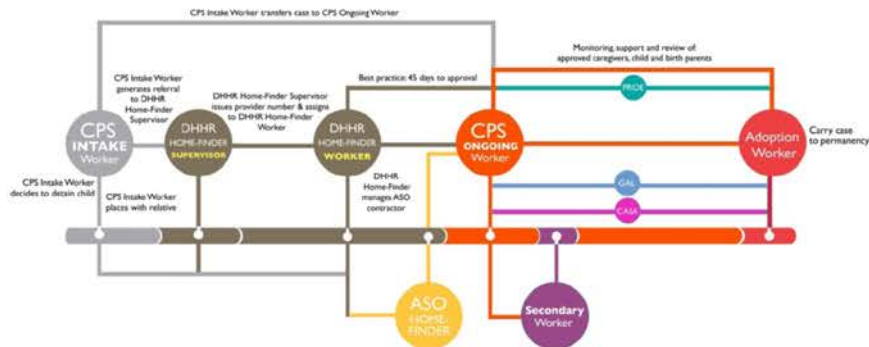 CPS Intake Worker transfers case to CPS Ongoing Worker
Monitoring, support and review of
approved caregivers, child and birth parents
CPS Intake Worker
generates referral
to DHHR
Home-Finder
Supervisor
DHHR Home-Finder Supervisor
issues provider number & assigns
to DHHR Home-Finder
Worker
Best practice: 45 days to approval
PRIDE
CPS
INTAKE
Worker
DHHR
HOME-FINDER
SUPERVISOR
DHHR
HOME-FINDER
WORKER
CPS
ONGOING
Worker
Adoption
Worker
Carry case
to permanency
CPS Intake Worker
decides to detain child
CPS Intake Worker
places with relative
DHHR
Home-Finder
manages ASO
contractor
GAL
CASA
ASO
HOME-
FINDER
Secondary
Worker